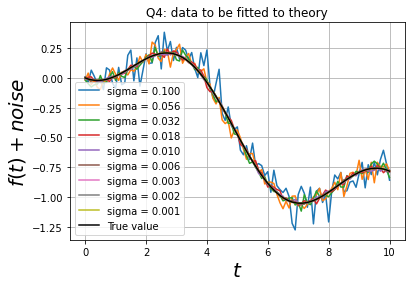 Q4: data to be fitted to theory
f(t) + noise
0.25
0.00
−0.25
−0.50
−0.75
−1.00
−1.25
sigma = 0.100
sigma = 0.056
sigma = 0.032
sigma = 0.018
sigma = 0.010
sigma = 0.006
sigma = 0.003
sigma = 0.002
sigma = 0.001
True value
0 2 4 6 8 10
t